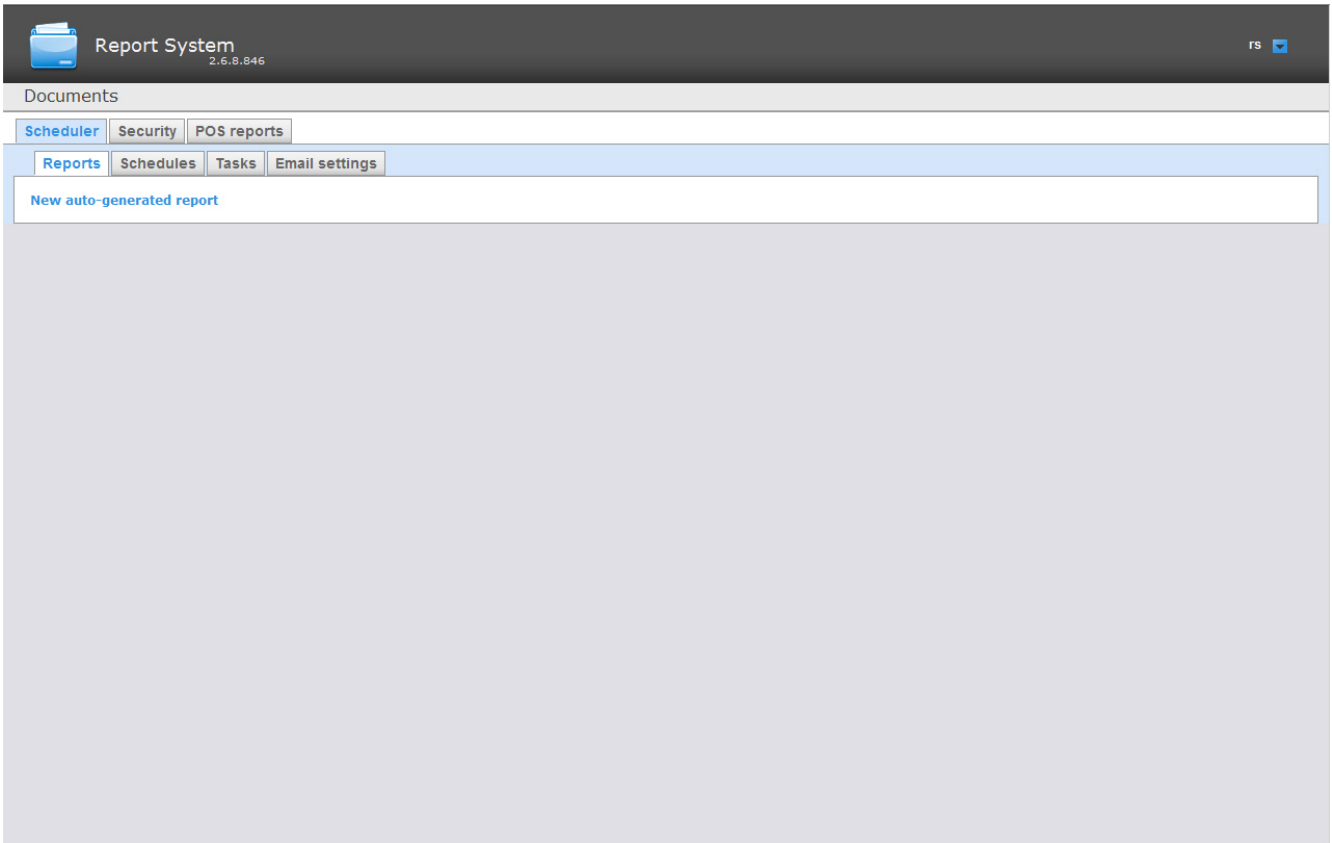 Report System
2.6.8.846
rs
Documents
Scheduler Security POS reports
Reports Schedules Tasks Email settings
New auto-generated report